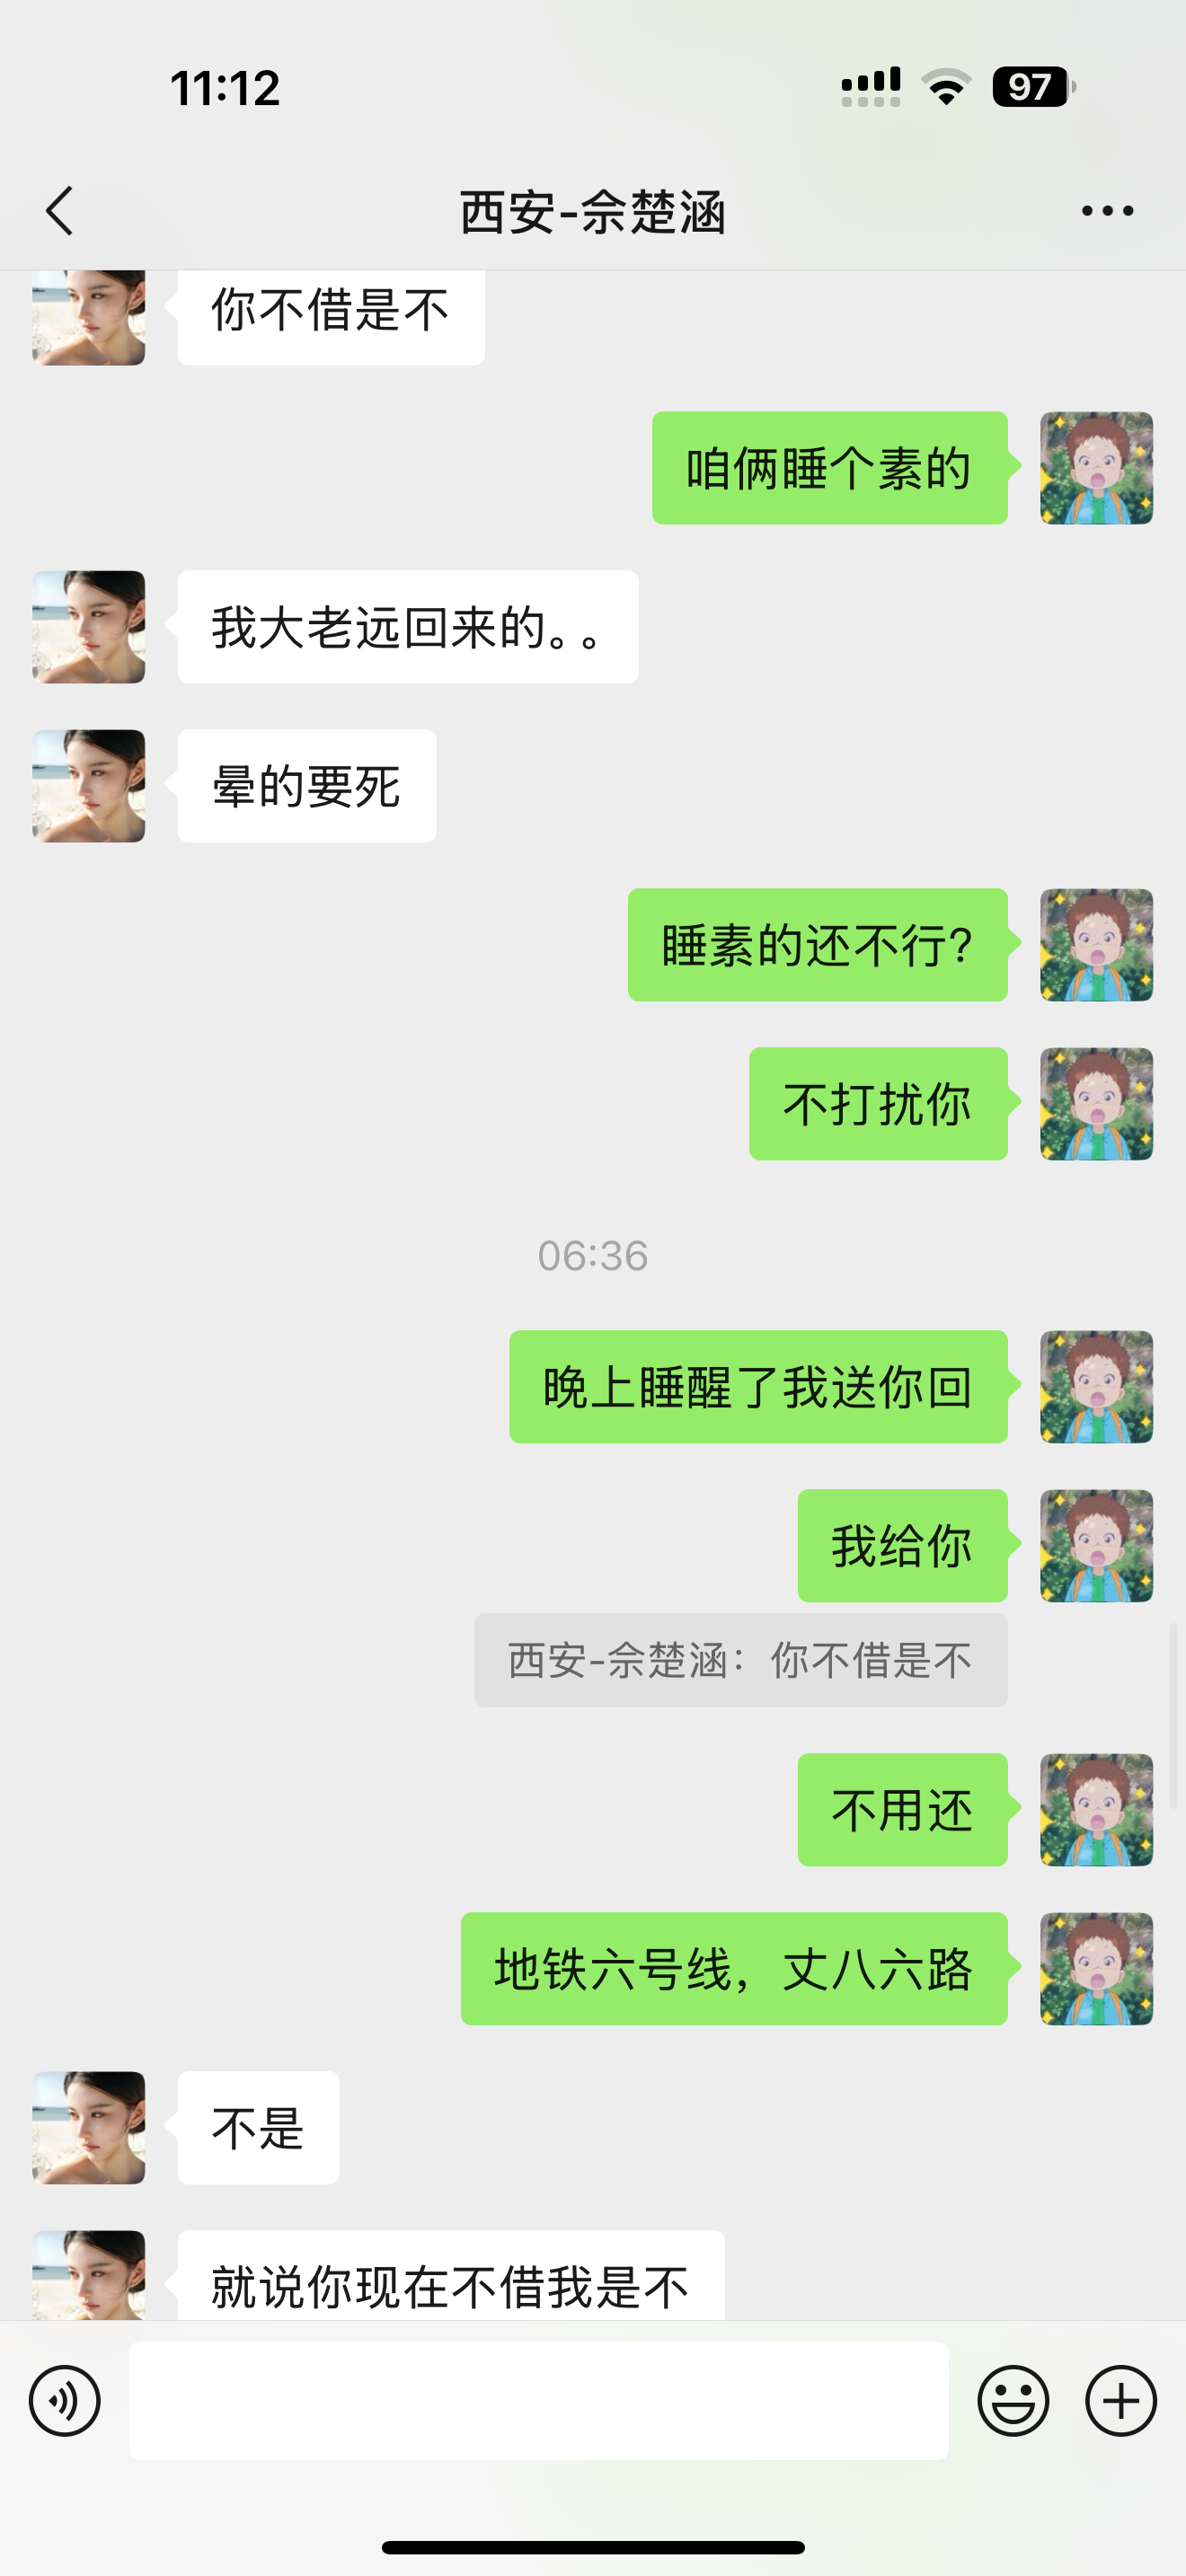 11:12
97
西安-佘楚涵
你不借是不
咱俩睡个素的
我大老远回来的。。
晕的要死
睡素的还不行?
不打扰你
06:36
晚上睡醒了我送你回
我给你
西安-佘楚涵：你不借是不
不用还
地铁六号线，丈八六路
不是
就说你现在不借我是不